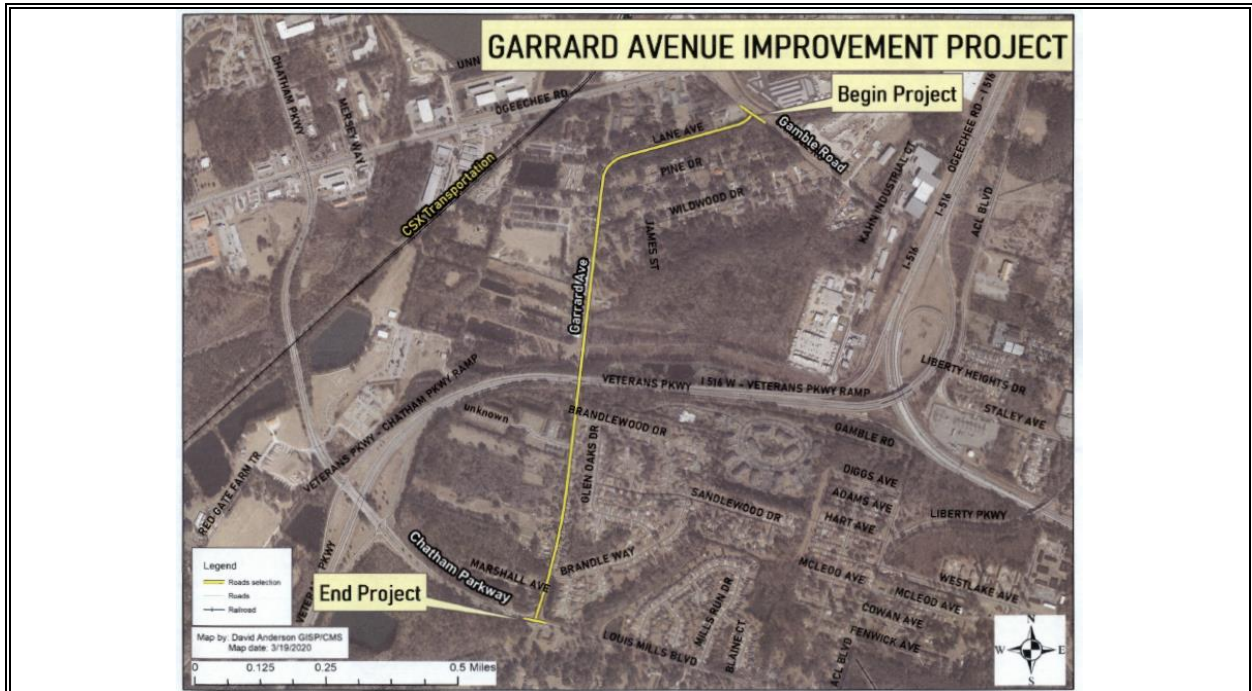 GARRARD AVENUE IMPROVEMENT PROJECT
Begin Project
UNN
OGEECHEE RD
CHATHAM PKWY
MERSEY WAY
CSX Transportation
LANE AVE
Gamble Road
PINE DR
WILDWOOD DR
JAMES ST
KAHN INDUSTRIAL CT
OGEECHEE RD - I 516
I-516
I-516
ACL BLVD
Garrard Ave
LIBERTY HEIGHTS DR
STALEY AVE
VETERANS PKWY
I 516 W - VETERANS PKWY RAMP
VETERANS PKWY - CHATHAM PKWY RAMP
unknown
BRANDLEWOOD DR
GAMBLE RD
GLEN OAKS DR
DIGGS AVE
ADAMS AVE
HART AVE
SANDLEWOOD DR
LIBERTY PKWY
RED GATE FARM TR
Chatham Parkway
MARSHALL AVE
BRANDLE WAY
MCLEOD AVE
WESTLAKE AVE
MCLEOD AVE
COWAN AVE
FENWICK AVE
MILLS RUN DR
BLAINE CT
LOUIS MILLS BLVD
ACL BLVD
PKWY
End Project
Legend
Roads selection
Roads
Railroad
Map by: David Anderson GISP/CMS
Map date: 3/19/2020
0 0.125 0.25 0.5 Miles
N
W E
S